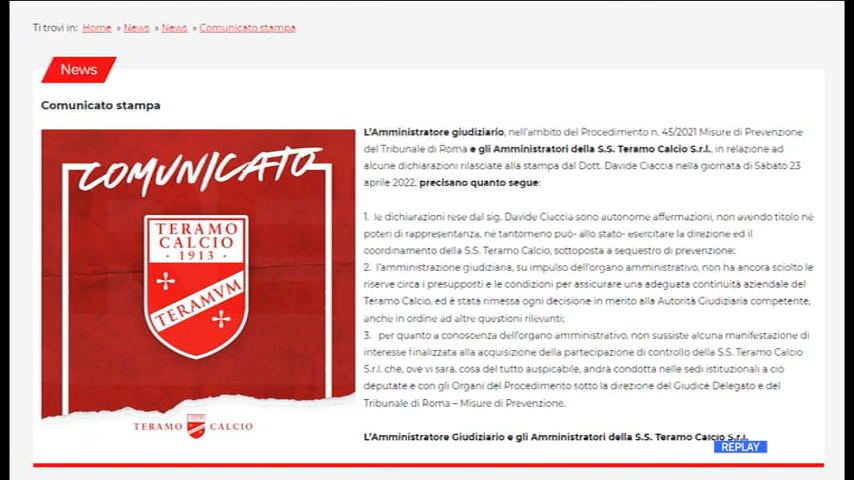 Ti trovi in: Home » News » News » Comunicato stampa
News
Comunicato stampa
COMUNICATO
TERAMO
CALCIO
· 1913 ·
TERAMVM
TERAMO CALCIO
L'Amministratore giudiziario, nell'ambito del Procedimento n. 45/2021 Misure di Prevenzione
del Tribunale di Roma e gli Amministratori della S.S. Teramo Calcio S.r.l., in relazione ad
alcune dichiarazioni rilasciate alla stampa dal Dott. Davide Ciaccia nella giornata di Sabato 23
aprile 2022, precisano quanto segue:
1. le dichiarazioni rese dal sig. Davide Ciaccia sono autonome affermazioni, non avendo titolo né
poteri di rappresentanza, né tantomeno può- allo stato- esercitare la direzione ed il
coordinamento della S.S. Teramo Calcio, sottoposta a sequestro di prevenzione;
2. l'amministrazione giudiziaria, su impulso dell'organo amministrativo, non ha ancora sciolto le
riserve circa i presupposti e le condizioni per assicurare una adeguata continuità aziendale del
Teramo Calcio, ed è stata rimessa ogni decisione in merito alla Autorità Giudiziaria competente,
anche in ordine ad altre questioni rilevanti;
3. per quanto a conoscenza dell'organo amministrativo, non sussiste alcuna manifestazione di
interesse finalizzata alla acquisizione della partecipazione di controllo della S.S. Teramo Calcio
S.r.l. che, ove vi sarà, cosa del tutto auspicabile, andrà condotta nelle sedi istituzionali a ciò
deputate e con gli Organi del Procedimento sotto la direzione del Giudice Delegato e del
Tribunale di Roma – Misure di Prevenzione.
L'Amministratore Giudiziario e gli Amministratori della S.S. Teramo Calcio S.r.l.
REPLAY